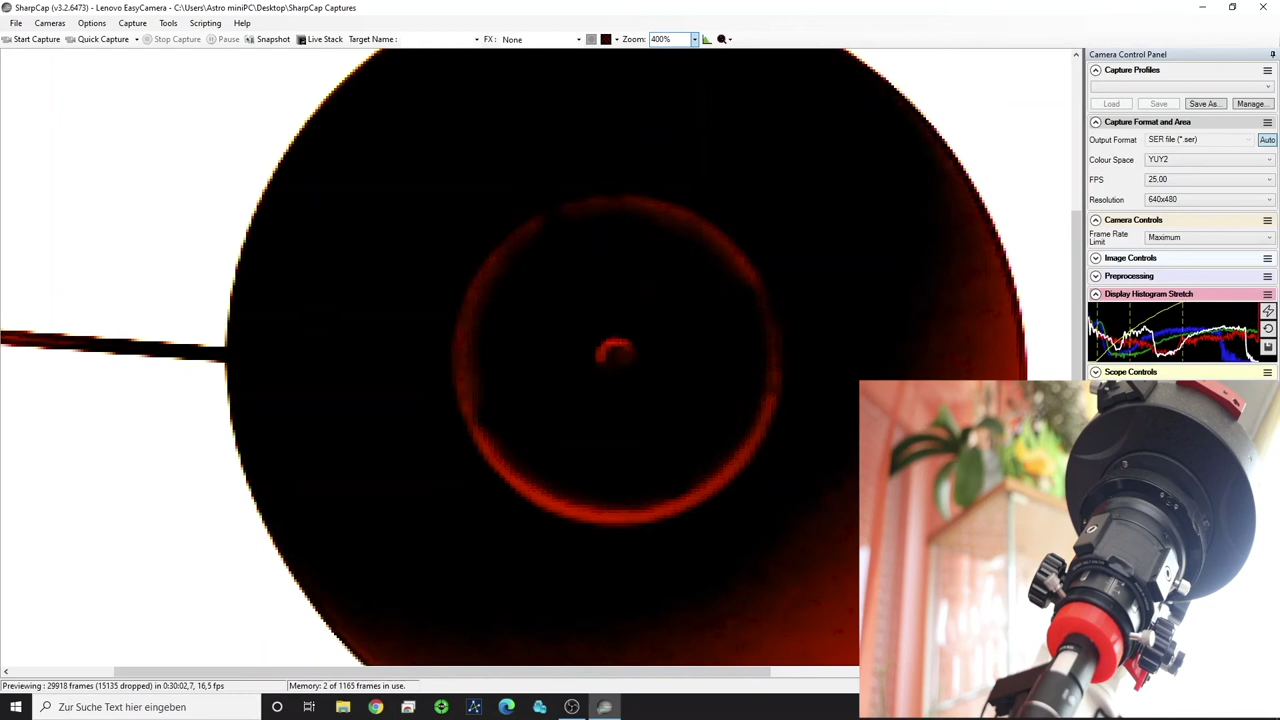 SharpCap (v3.2.6473) - Lenovo EasyCamera - C:\Users\Astro miniPC\Desktop\SharpCap Captures
File Cameras Options Capture Tools Scripting Help
Start Capture Quick Capture Stop Capture Pause Snapshot Live Stack Target Name : FX : None Zoom: 400%
Camera Control Panel
Capture Profiles
Load Save Save As... Manage...
Capture Format and Area
Output Format SER file (*.ser) Auto
Colour Space YUY2
FPS 25,00
Resolution 640x480
Camera Controls
Frame Rate Limit Maximum
Image Controls
Preprocessing
Display Histogram Stretch
Scope Controls
Previewing : 29918 frames (15135 dropped) in 0:30:02,7, 16,5 fps Memory: 2 of 1165 frames in use.
Zur Suche Text hier eingeben